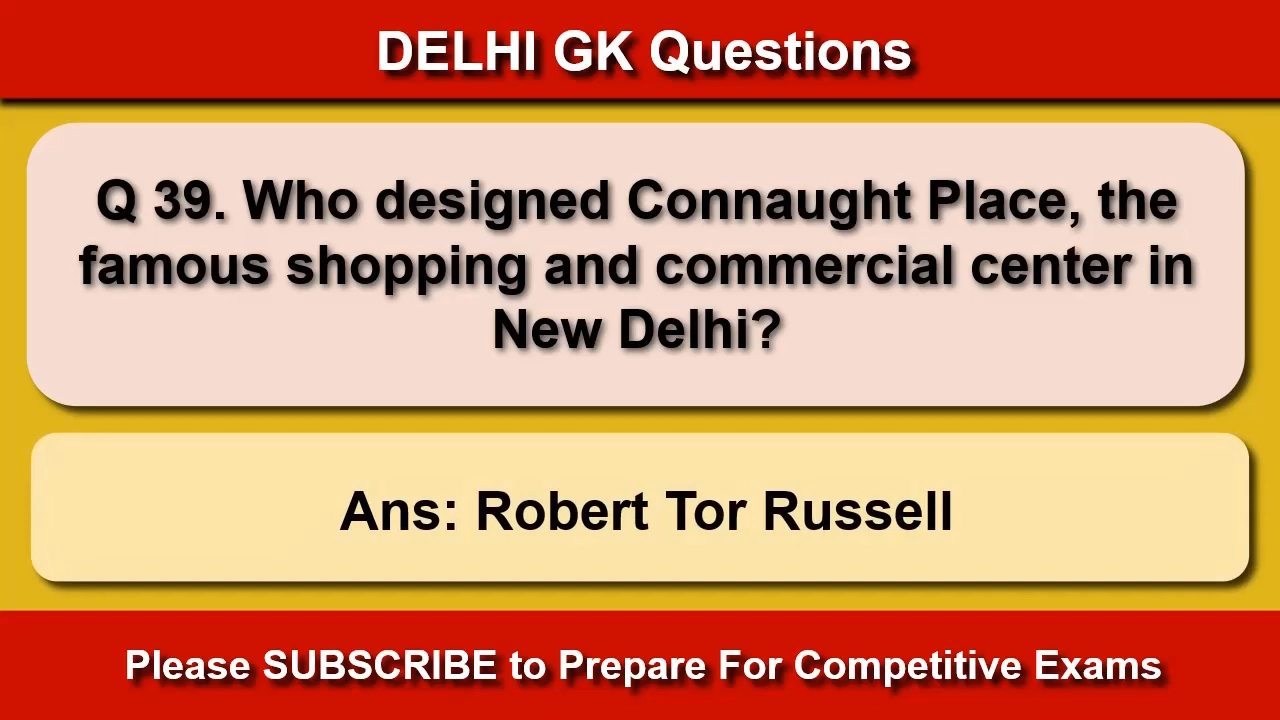 DELHI GK Questions
Q 39. Who designed Connaught Place, the
famous shopping and commercial center in
New Delhi?
Ans: Robert Tor Russell
Please SUBSCRIBE to Prepare For Competitive Exams